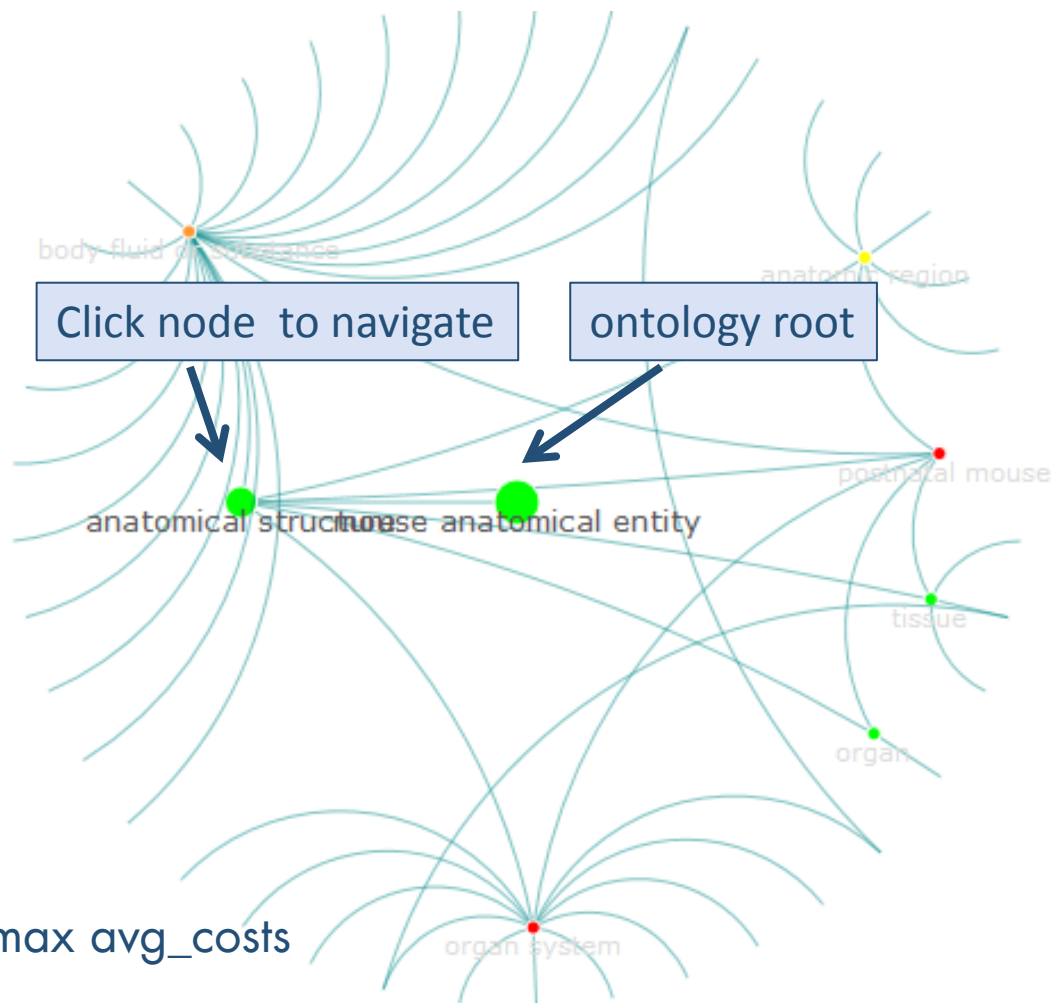 body fluid or substance
anatomic region
Click node to navigate
ontology root
postnatal mouse
anatomical structure
mouse anatomical entity
tissue
organ
max avg_costs
organ system